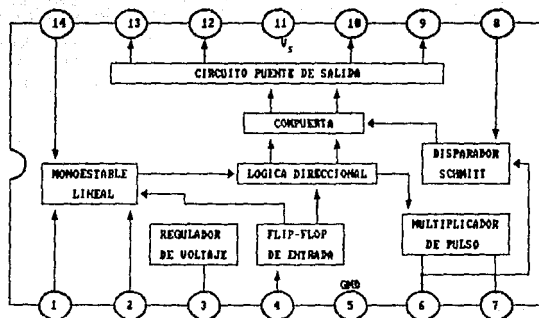 14 13 12 11 10 9 8
V_s
CIRCUITO PUENTE DE SALIDA
COMPUERTA
MONOESTABLE
LINEAL
LOGICA DIRECCIONAL
DISPARADOR
SCHMITT
REGULADOR
DE VOLTAJE
FLIP-FLOP
DE ENTRADA
MULTIPLICADOR
DE PULSO
GND
1 2 3 4 5 6 7